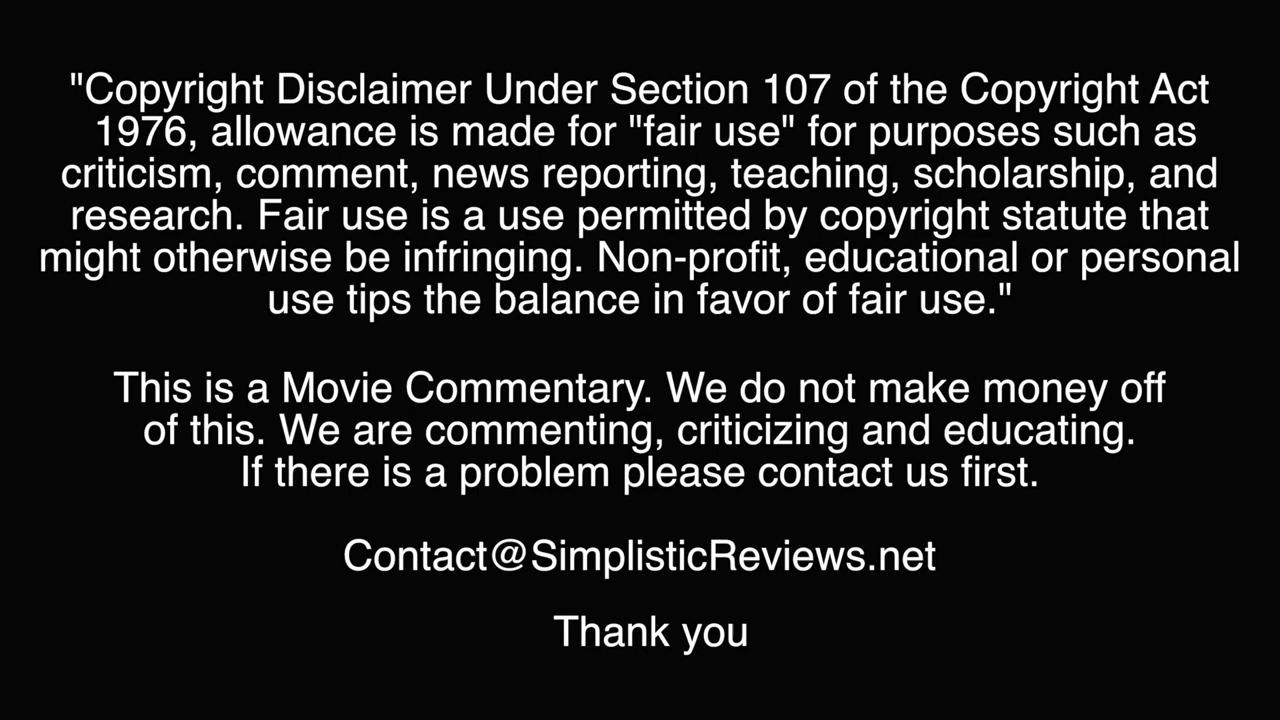 "Copyright Disclaimer Under Section 107 of the Copyright Act
1976, allowance is made for "fair use" for purposes such as
criticism, comment, news reporting, teaching, scholarship, and
research. Fair use is a use permitted by copyright statute that
might otherwise be infringing. Non-profit, educational or personal
use tips the balance in favor of fair use."
This is a Movie Commentary. We do not make money off
of this. We are commenting, criticizing and educating.
If there is a problem please contact us first.
Contact@SimplisticReviews.net
Thank you